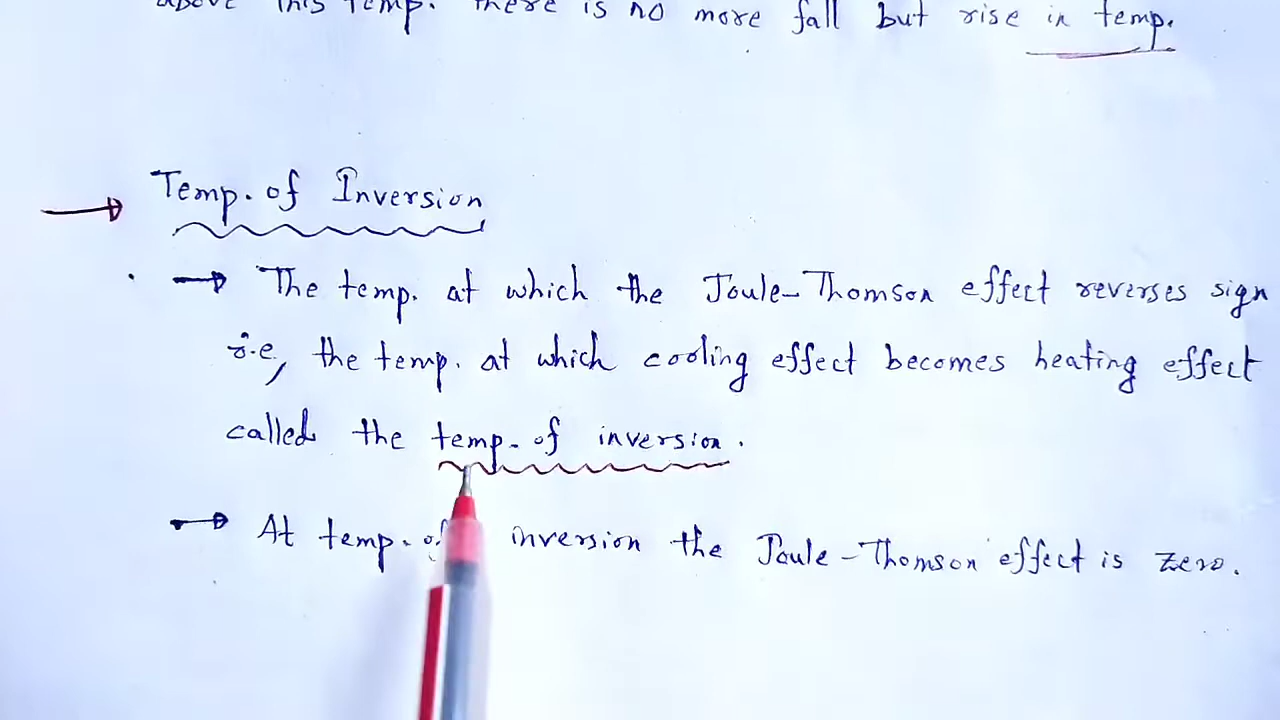 above this temp. there is no more fall but rise in temp.
Temp. of Inversion
The temp. at which the Joule-Thomson effect reverses sign
i.e, the temp. at which cooling effect becomes heating effect
called the temp. of inversion.
At temp. of inversion the Joule-Thomson effect is zero.